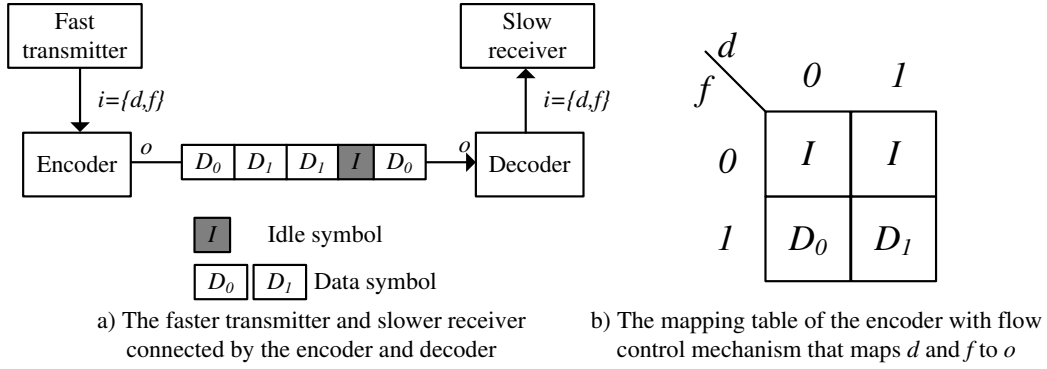 Fast
transmitter
Slow
receiver
i={d,f}
i={d,f}
Encoder
o
D0 D1 D1 I D0
o
Decoder
I Idle symbol
D0 D1 Data symbol
a) The faster transmitter and slower receiver
connected by the encoder and decoder
d
f
0 1
0 I I
1 D0 D1
b) The mapping table of the encoder with flow
control mechanism that maps d and f to o